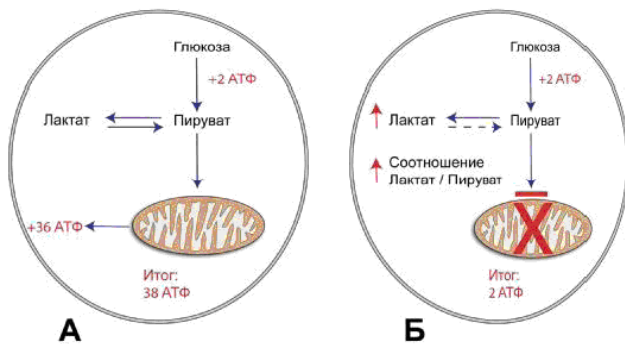 Глюкоза
+2 АТФ
Лактат
Пируват
+36 АТФ
Итог:
38 АТФ
А
Глюкоза
+2 АТФ
Лактат
Пируват
Соотношение
Лактат / Пируват
Итог:
2 АТФ
Б